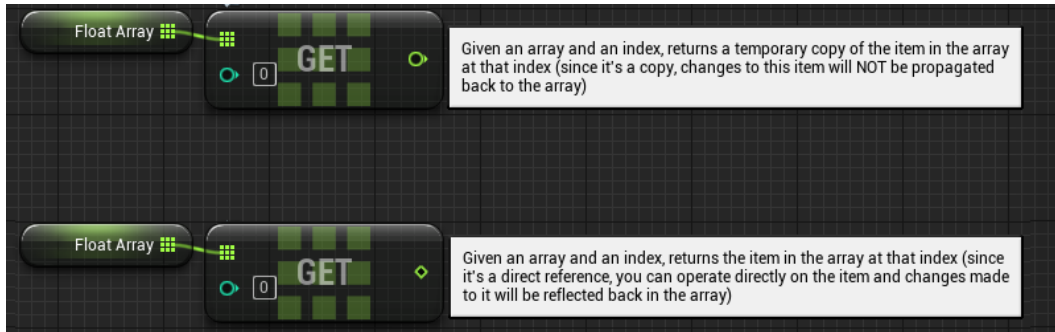 Float Array
GET
0
Given an array and an index, returns a temporary copy of the item in the array
at that index (since it's a copy, changes to this item will NOT be propagated
back to the array)
Float Array
GET
0
Given an array and an index, returns the item in the array at that index (since
it's a direct reference, you can operate directly on the item and changes made
to it will be reflected back in the array)